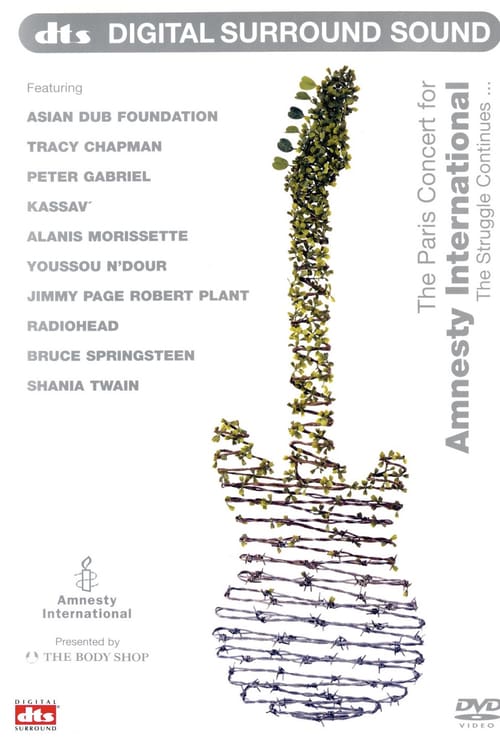 dts DIGITAL SURROUND SOUND
Featuring
ASIAN DUB FOUNDATION
TRACY CHAPMAN
PETER GABRIEL
KASSAV´
ALANIS MORISSETTE
YOUSSOU N'DOUR
JIMMY PAGE ROBERT PLANT
RADIOHEAD
BRUCE SPRINGSTEEN
SHANIA TWAIN
The Paris Concert for
Amnesty International
The Struggle Continues ...
Amnesty
International
Presented by
THE BODY SHOP
DIGITAL
dts
SURROUND
DVD
VIDEO